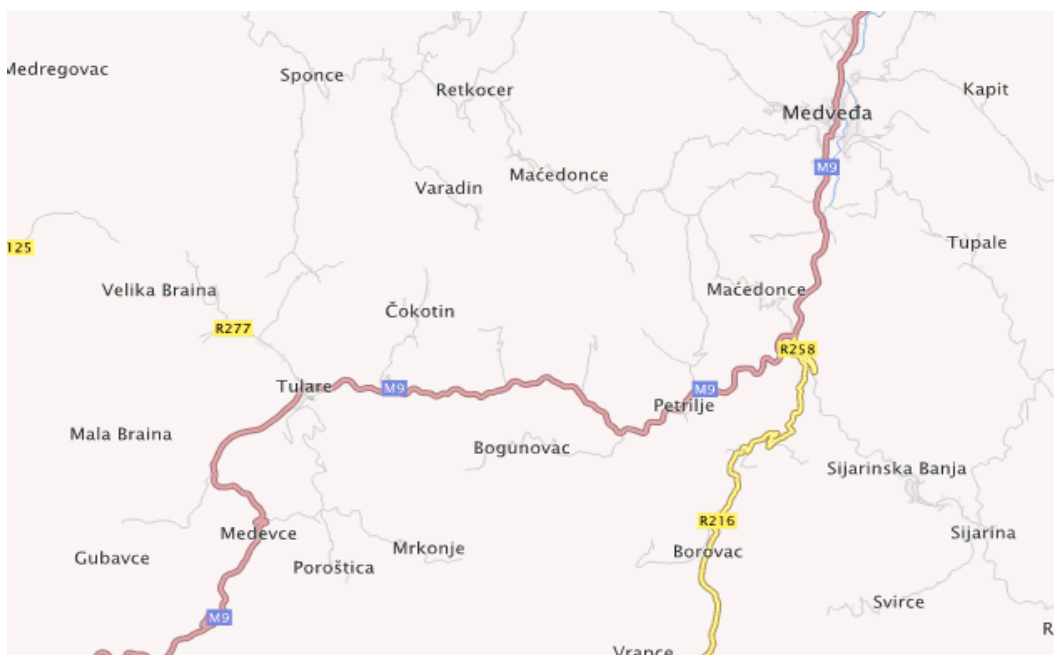 Medregovac
Sponce
Retkocer
Kapit
Medveđa
M9
Varadin
Maćedonce
125
Tupale
Velika Braina
Maćedonce
Čokotin
R277
R258
Tulare
M9
M9
Petrilje
Mala Braina
Bogunovac
Sijarinska Banja
R216
Medevce
Mrkonje
Borovac
Sijarina
Gubavce
Poroštica
Svirce
M9
R
Vrapce